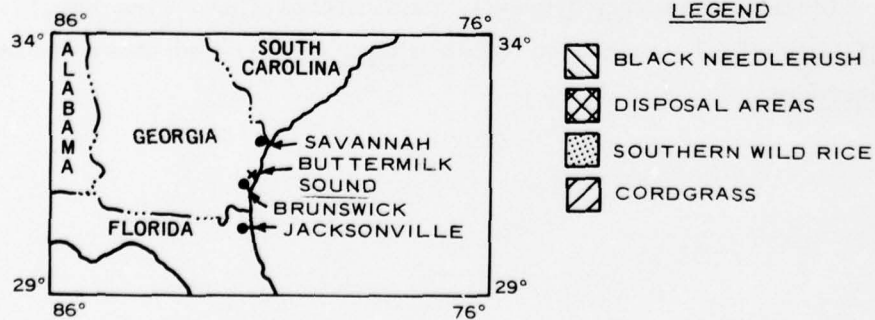 86° 76°
34° 34°
ALABAMA
SOUTH
CAROLINA
GEORGIA
SAVANNAH
BUTTERMILK
SOUND
BRUNSWICK
FLORIDA
JACKSONVILLE
29° 29°
86° 76°
LEGEND
BLACK NEEDLERUSH
DISPOSAL AREAS
SOUTHERN WILD RICE
CORDGRASS